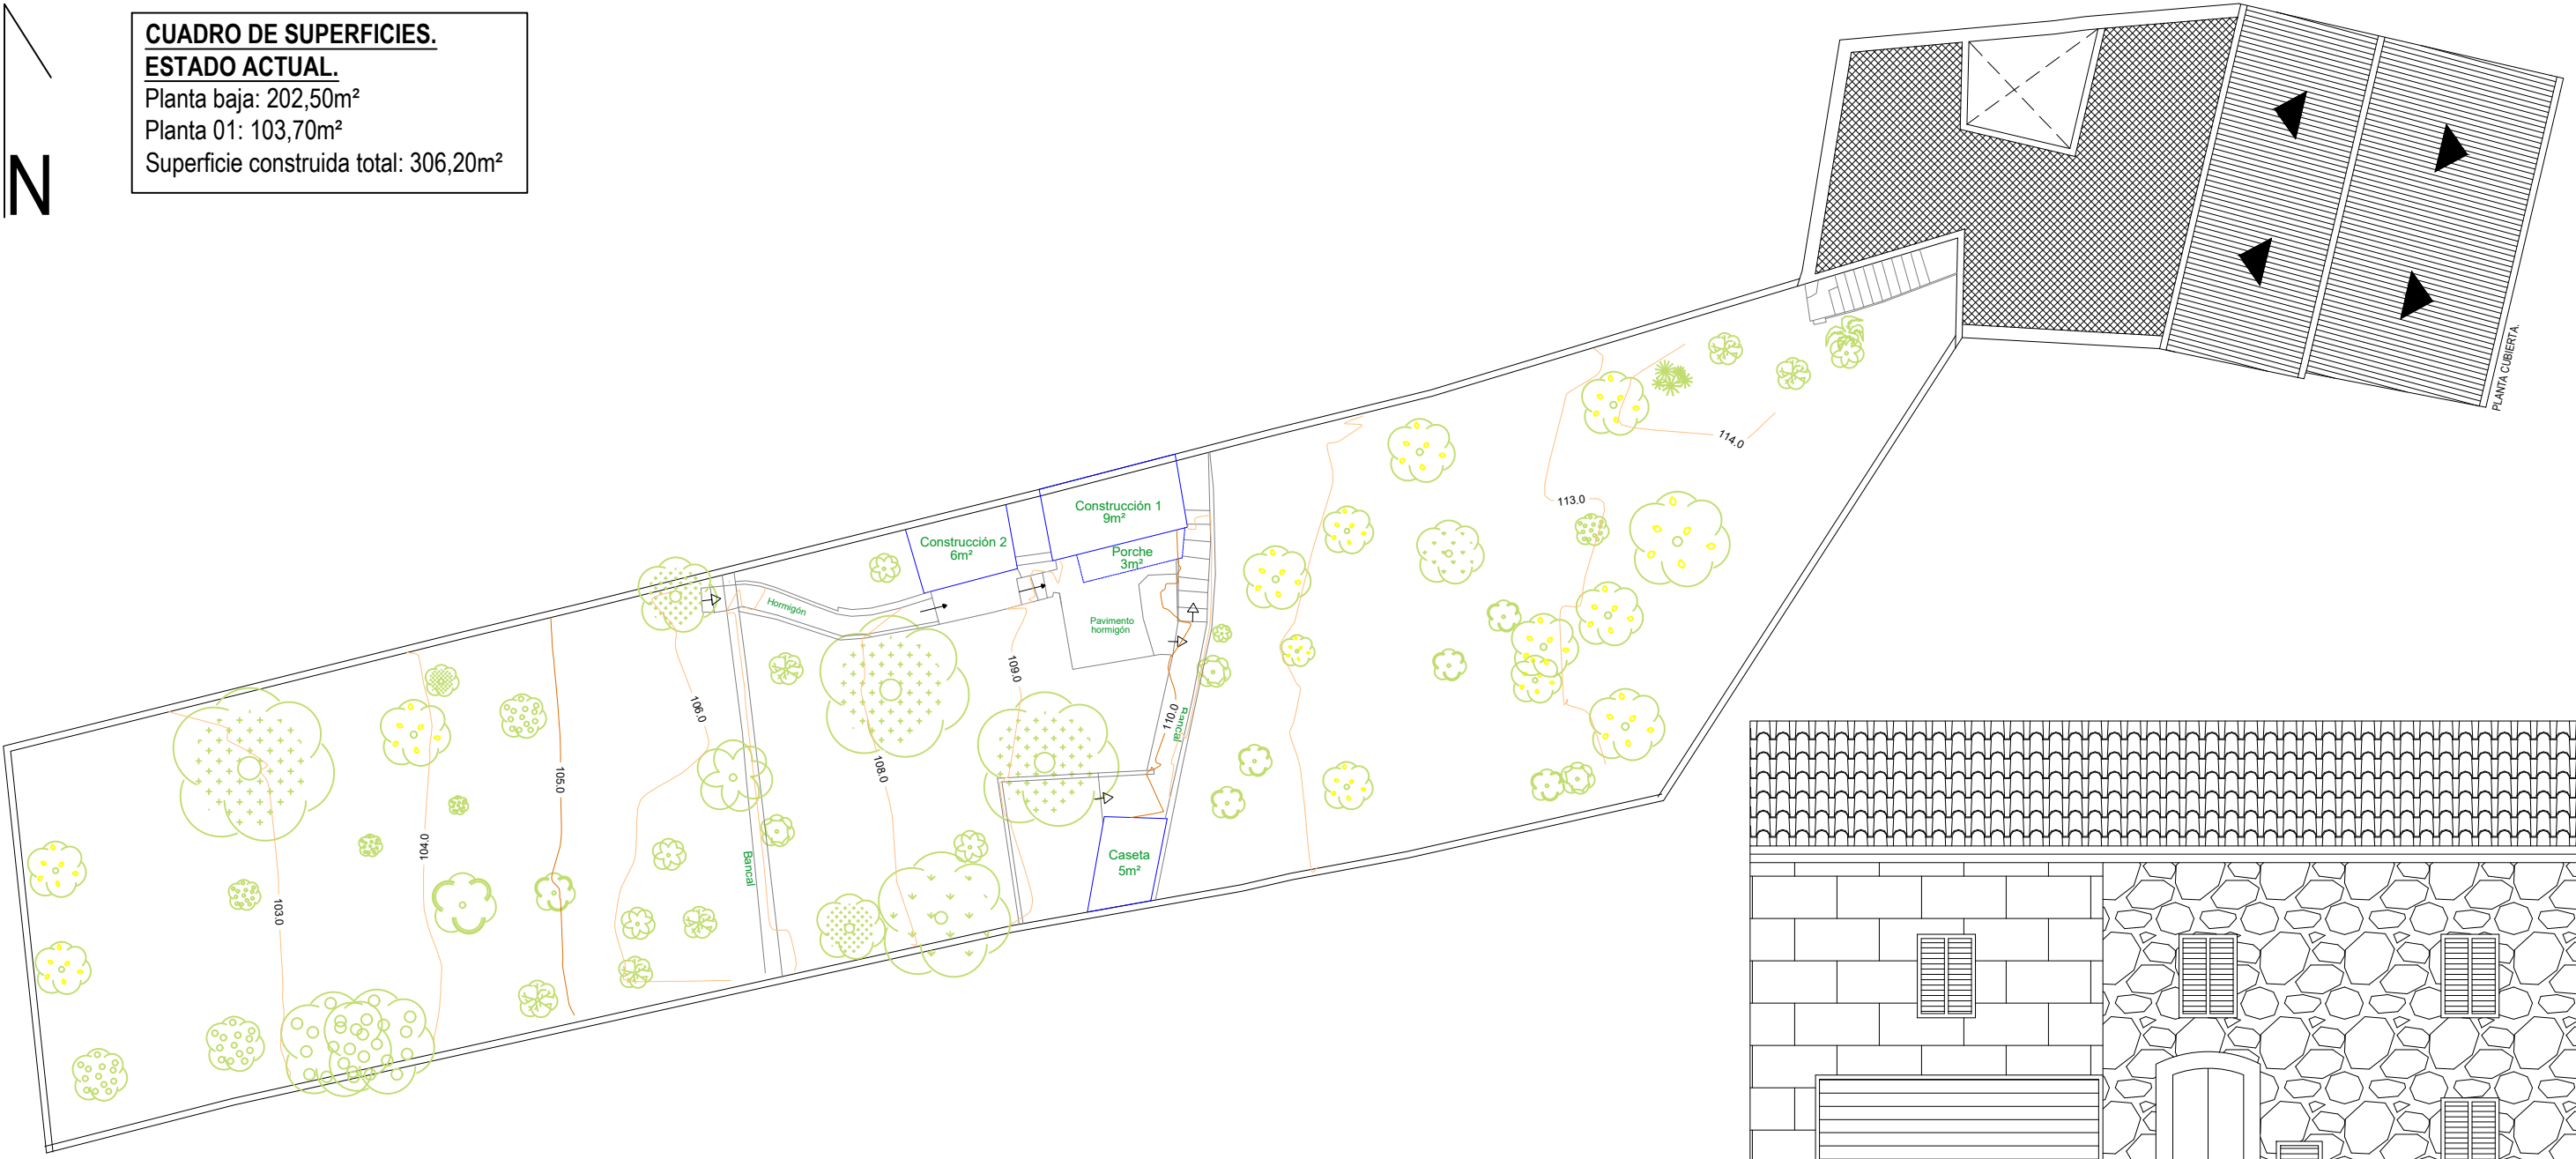 CUADRO DE SUPERFICIES.
ESTADO ACTUAL.
Planta baja: 202,50m²
Planta 01: 103,70m²
Superficie construida total: 306,20m²
N
PLANTA CUBIERTA.
114.0
113.0
Construcción 1
9m²
Construcción 2
6m²
Porche
3m²
Hormigón
Pavimento
hormigón
109.0
106.0
110.0
Bancal
108.0
105.0
104.0
Bancal
Caseta
5m²
103.0